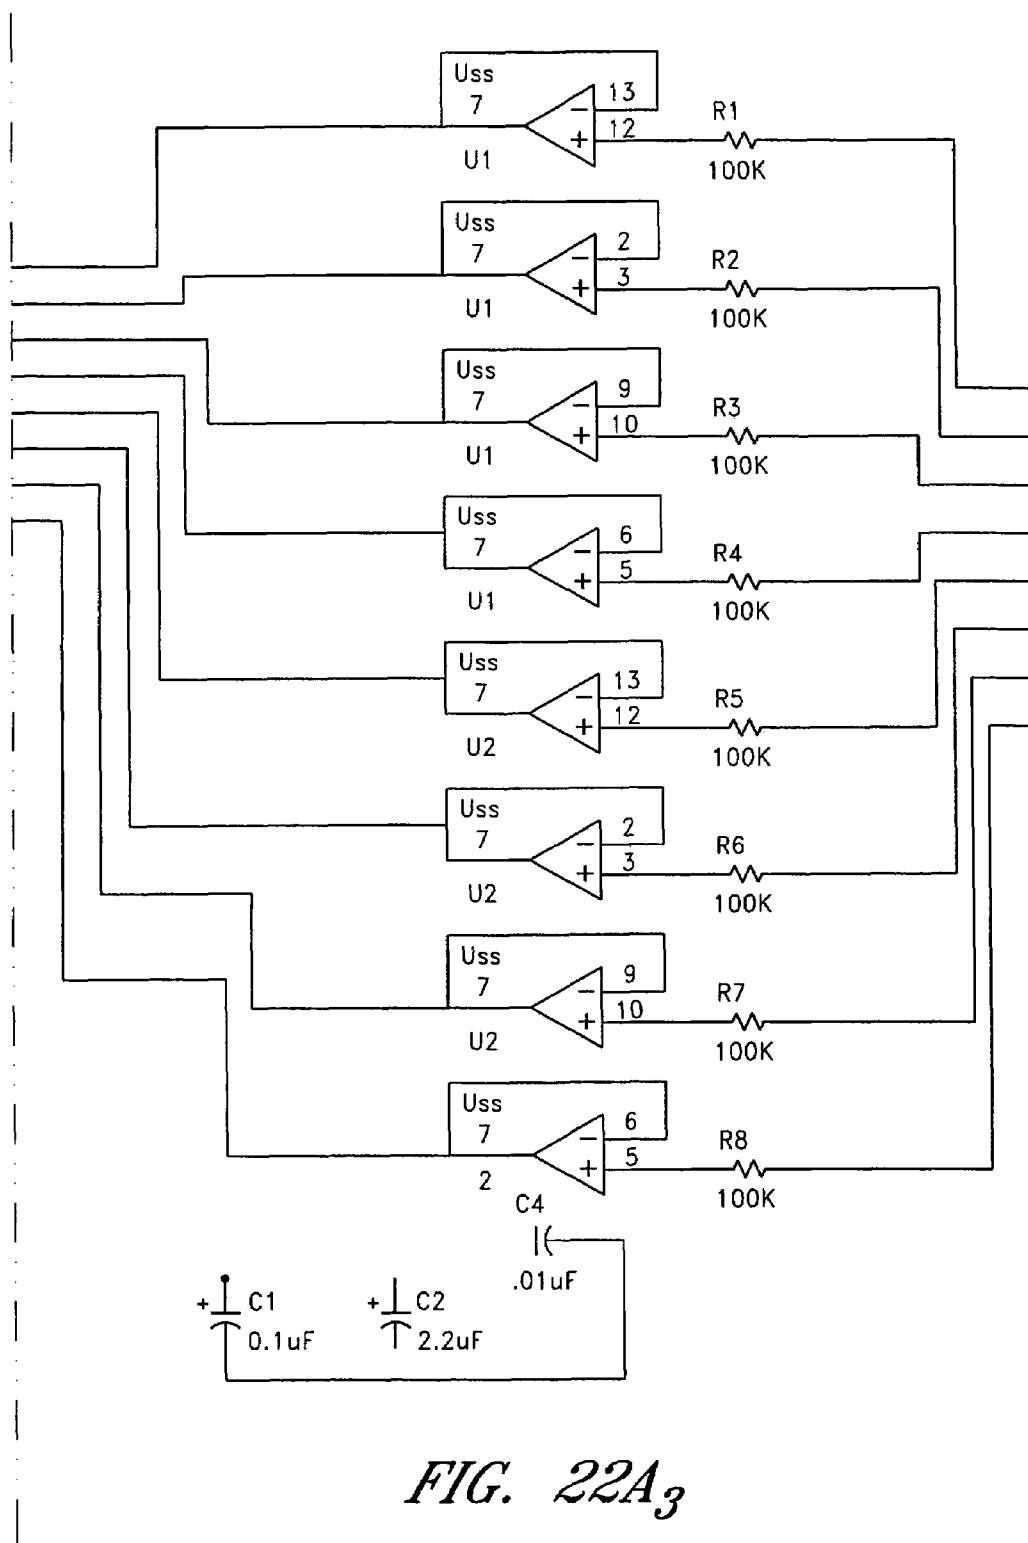 Uss
7
− 13
+ 12
U1
R1
100K
Uss
7
− 2
+ 3
U1
R2
100K
Uss
7
− 9
+ 10
U1
R3
100K
Uss
7
− 6
+ 5
U1
R4
100K
Uss
7
− 13
+ 12
U2
R5
100K
Uss
7
− 2
+ 3
U2
R6
100K
Uss
7
− 9
+ 10
U2
R7
100K
Uss
7
− 6
+ 5
2
R8
100K
C4
.01uF
+ C1
0.1uF
+ C2
2.2uF
FIG. 22A3